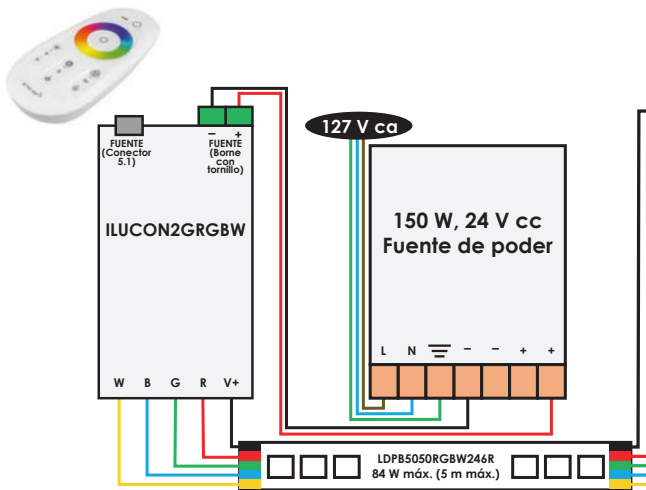 127 V ca
− +
FUENTE
(Conector
5.1)
FUENTE
(Borne
con
tornillo)
ILUCON2GRGBW
150 W, 24 V cc
Fuente de poder
L N − − + +
W B G R V+
LDPB5050RGBW246R
84 W máx. (5 m máx.)